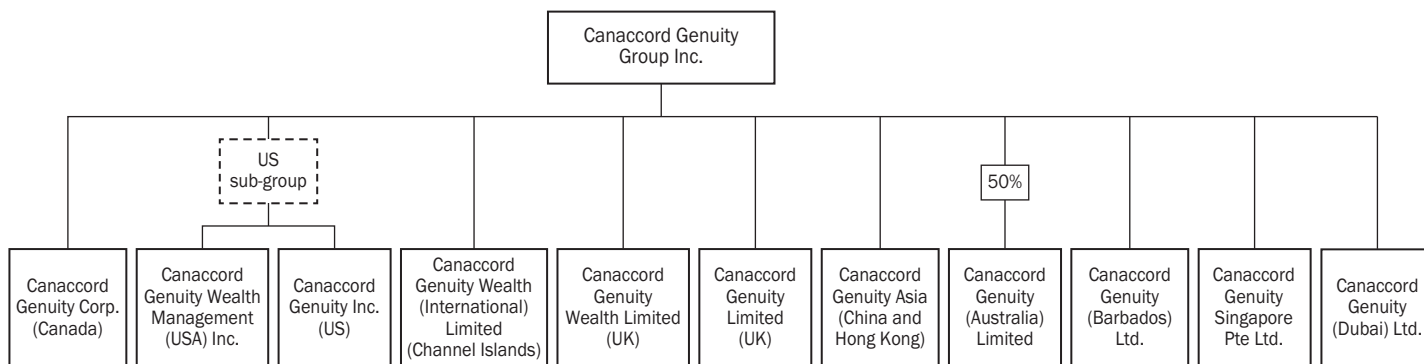 Canaccord Genuity
Group Inc.
US
sub-group
50%
Canaccord
Genuity Corp.
(Canada)
Canaccord
Genuity Wealth
Management
(USA) Inc.
Canaccord
Genuity Inc.
(US)
Canaccord
Genuity Wealth
(International)
Limited
(Channel Islands)
Canaccord
Genuity
Wealth Limited
(UK)
Canaccord
Genuity
Limited
(UK)
Canaccord
Genuity Asia
(China and
Hong Kong)
Canaccord
Genuity
(Australia)
Limited
Canaccord
Genuity
(Barbados)
Ltd.
Canaccord
Genuity
Singapore
Pte Ltd.
Canaccord
Genuity
(Dubai) Ltd.